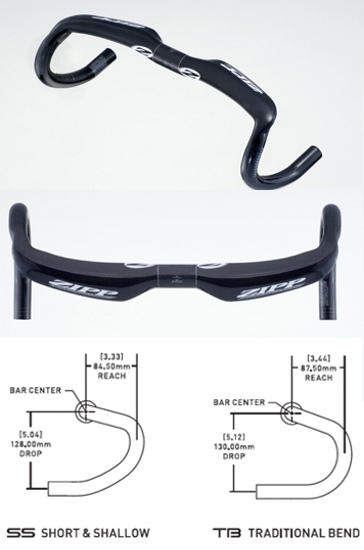 ZIPP
ZIPP
ZIPP
[3.33]
84.50mm
REACH
BAR CENTER
[5.04]
128.00mm
DROP
SS SHORT & SHALLOW
[3.44]
87.50mm
REACH
BAR CENTER
[5.12]
130.00mm
DROP
TB TRADITIONAL BEND